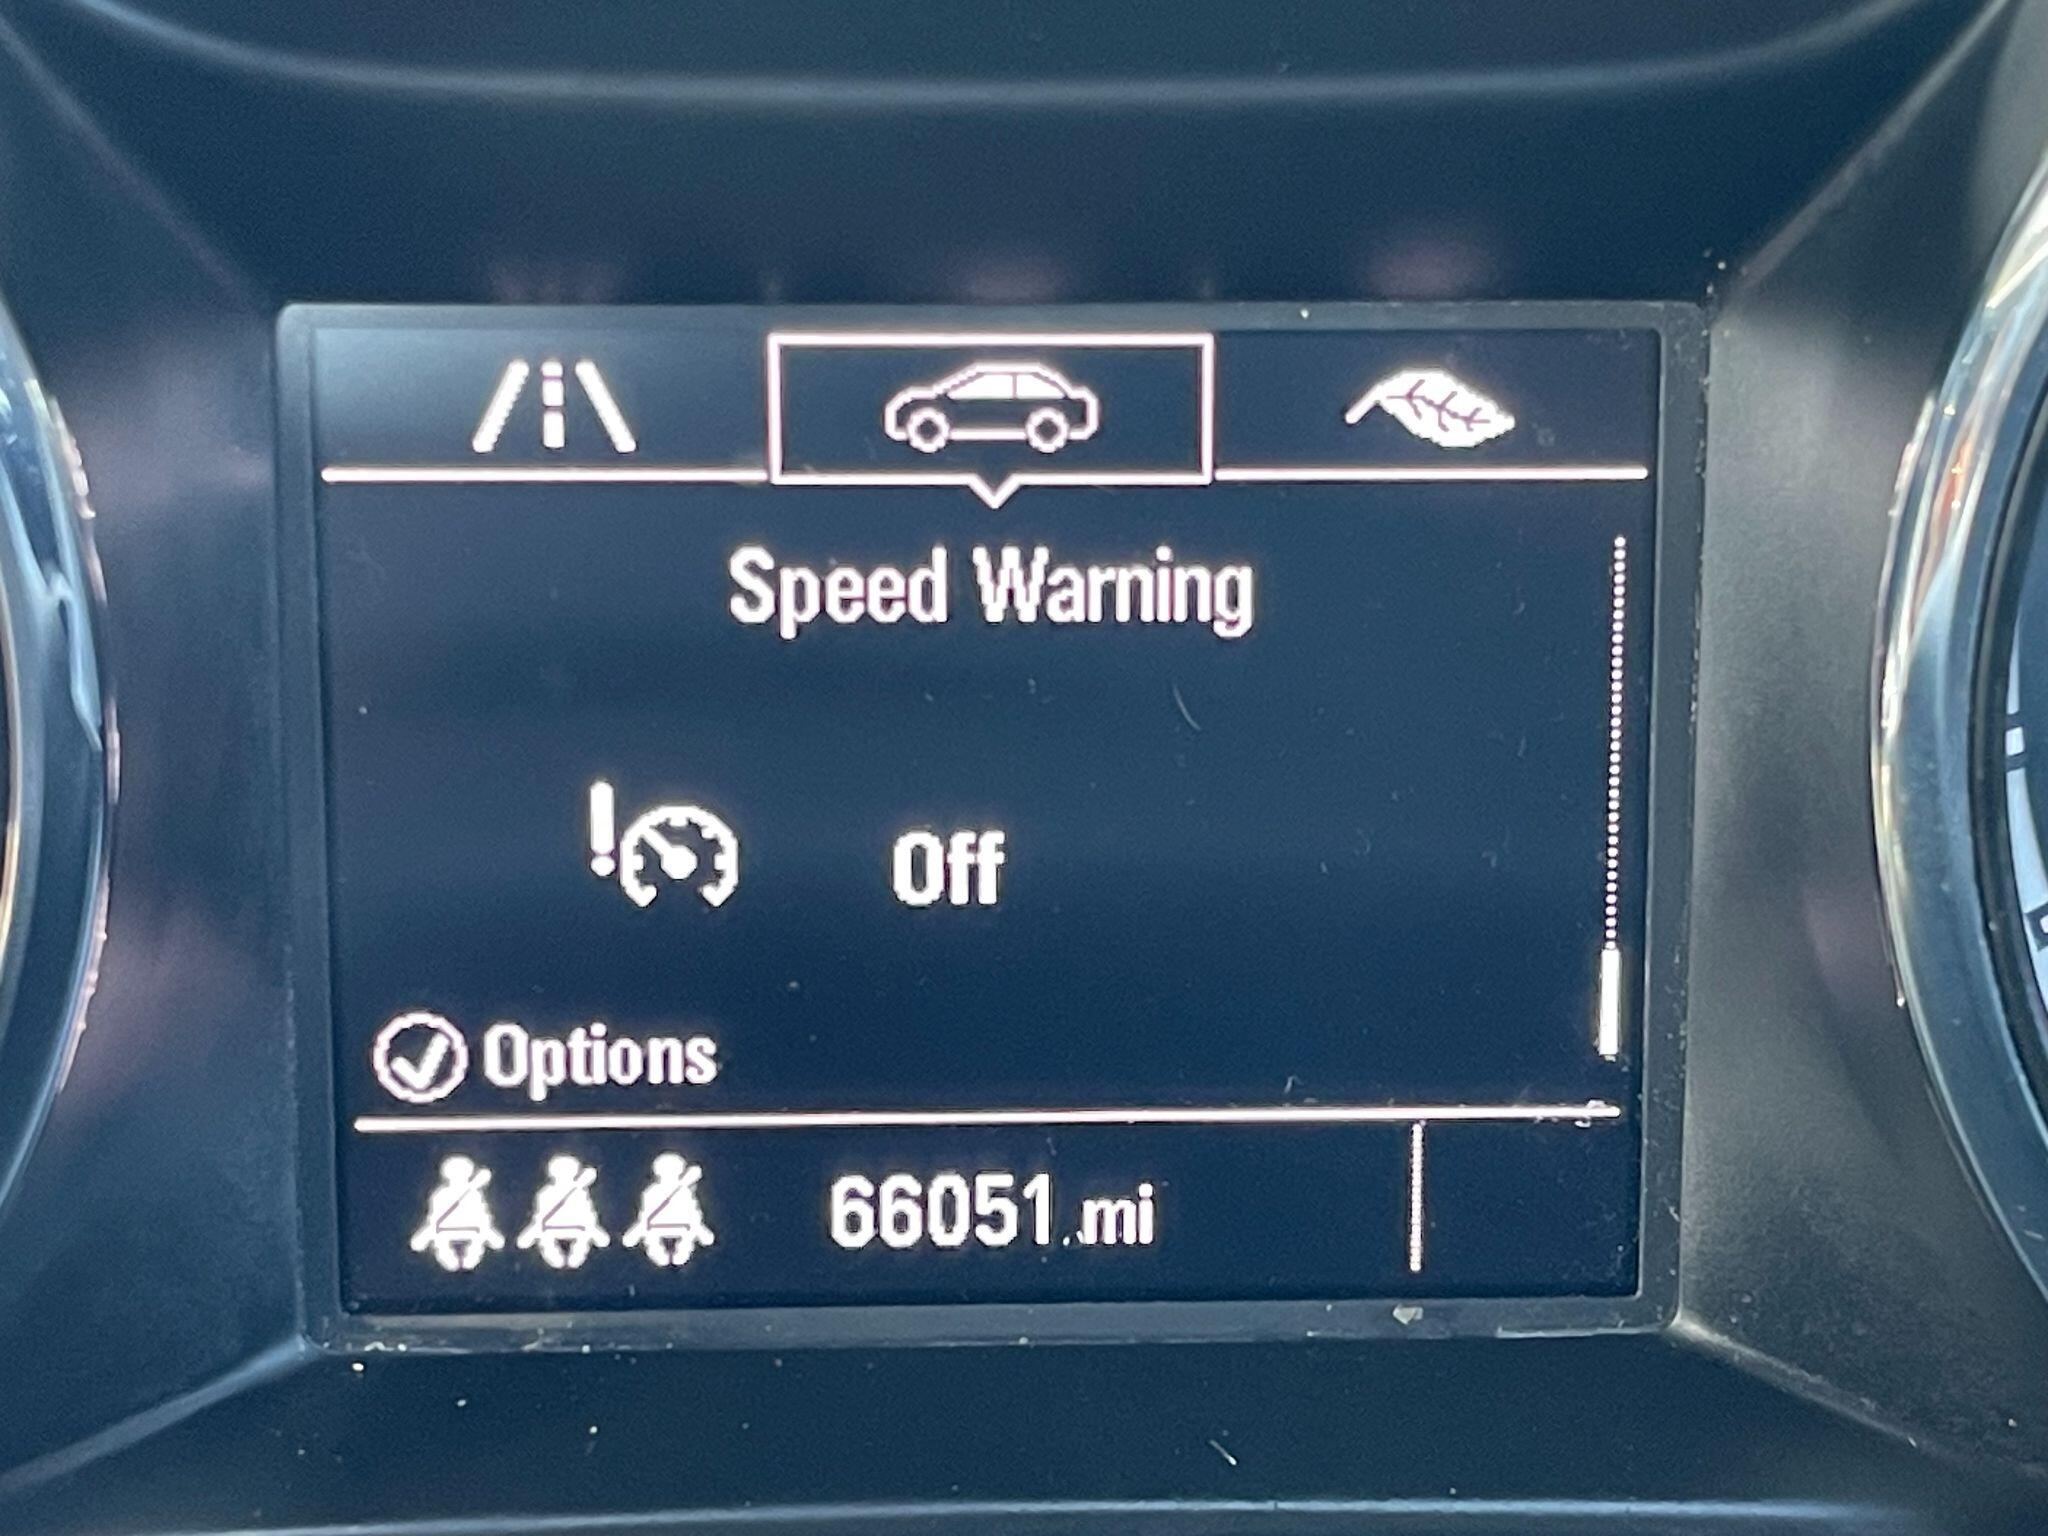 Speed Warning
Off
Options
66051 mi